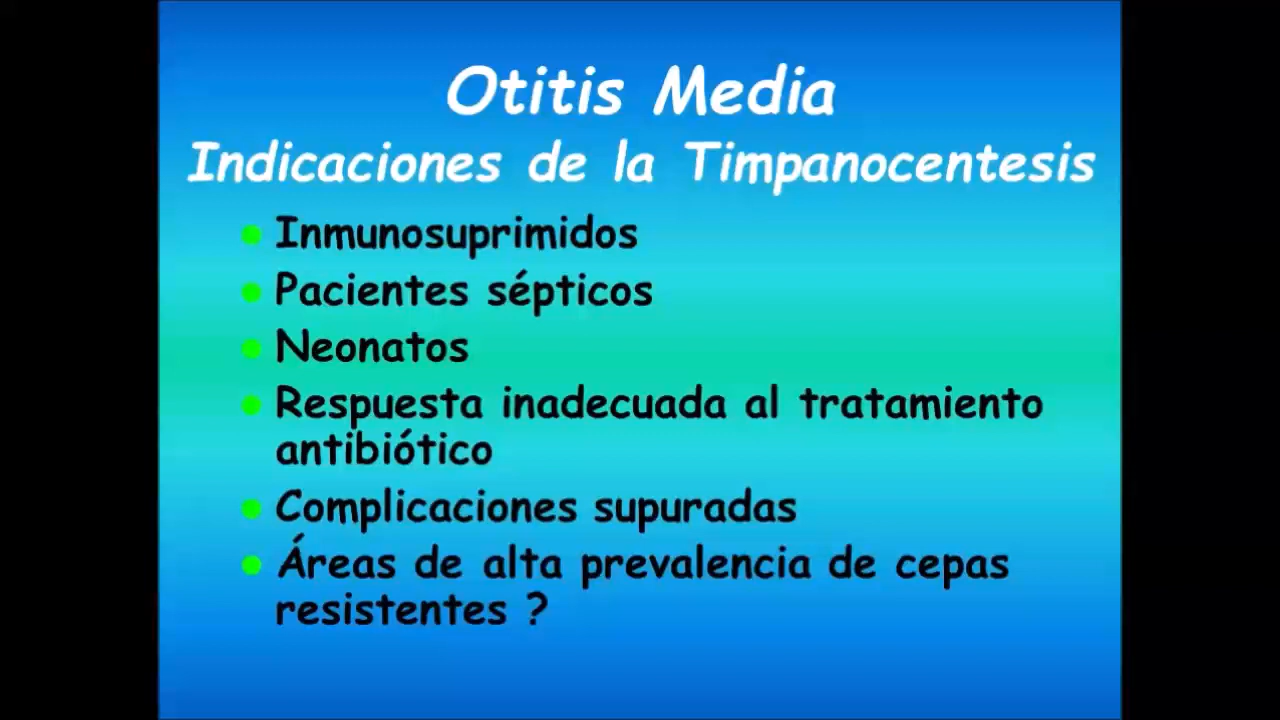 Otitis Media
Indicaciones de la Timpanocentesis
Inmunosuprimidos
Pacientes sépticos
Neonatos
Respuesta inadecuada al tratamiento
antibiótico
Complicaciones supuradas
Áreas de alta prevalencia de cepas
resistentes ?